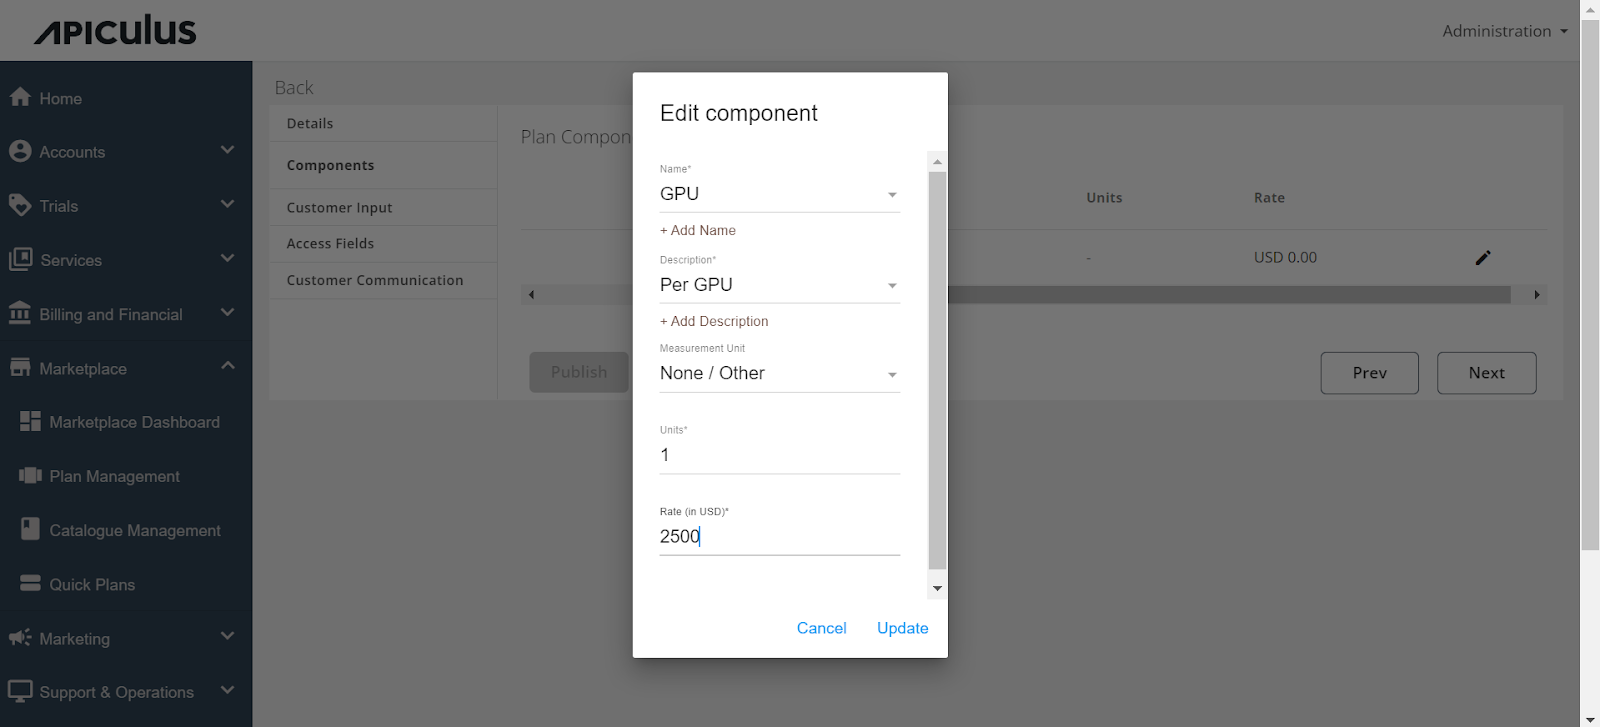 APICULUS
Administration
Home
Accounts
Trials
Services
Billing and Financial
Marketplace
Marketplace Dashboard
Plan Management
Catalogue Management
Quick Plans
Marketing
Support & Operations
Back
Details
Components
Customer Input
Access Fields
Customer Communication
Plan Compon
Units
Rate
-
USD 0.00
Publish
Prev
Next
Edit component
Name*
GPU
+ Add Name
Description*
Per GPU
+ Add Description
Measurement Unit
None / Other
Units*
1
Rate (in USD)*
2500
Cancel
Update